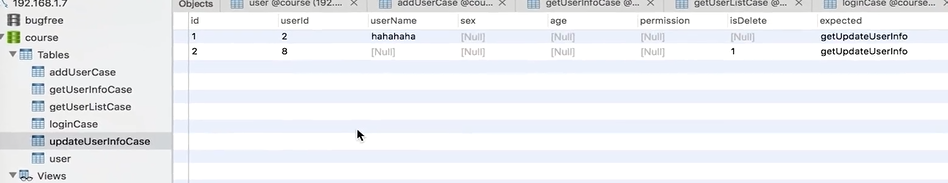 192.168.1.7
bugfree
course
Tables
addUserCase
getUserInfoCase
getUserListCase
loginCase
updateUserInfoCase
user
Views
Objects user @course (192.... addUserCase @cou... getUserInfoCase @... getUserListCase @... loginCase @course...
id userId userName sex age permission isDelete expected
1 2 hahahaha [Null] [Null] [Null] [Null] getUpdateUserInfo
2 8 [Null] [Null] [Null] [Null] 1 getUpdateUserInfo